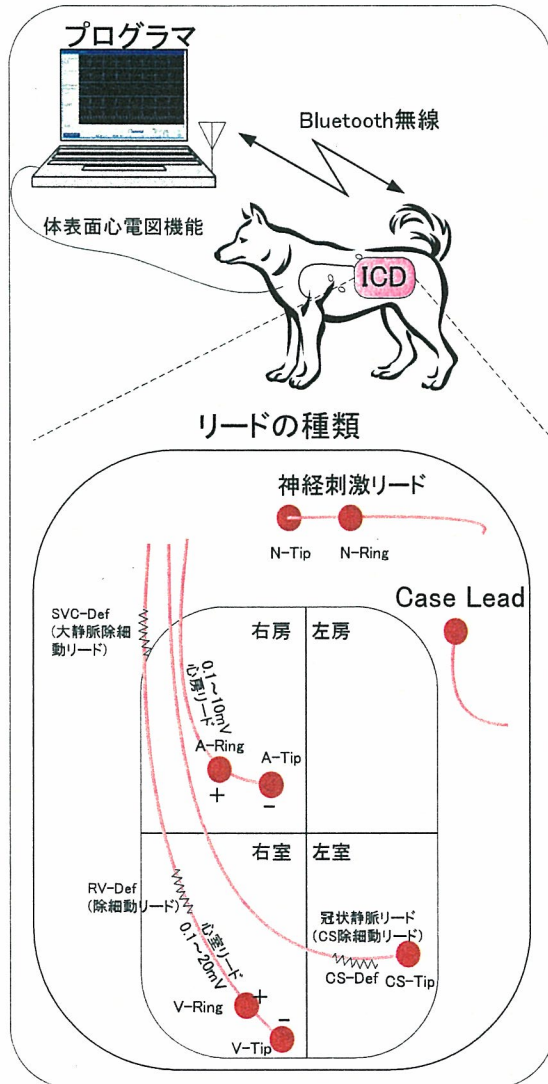 プログラマ
Bluetooth無線
体表面心電図機能
ICD
リードの種類
神経刺激リード
N-Tip
N-Ring
Case Lead
SVC-Def
(大静脈除細
動リード)
右房
左房
0.1～10mV
心房リード
A-Ring
A-Tip
+
-
右室
左室
RV-Def
(除細動リード)
心室リード
0.1～20mV
冠状静脈リード
(CS除細動リード)
CS-Def
CS-Tip
V-Ring
+
-
V-Tip